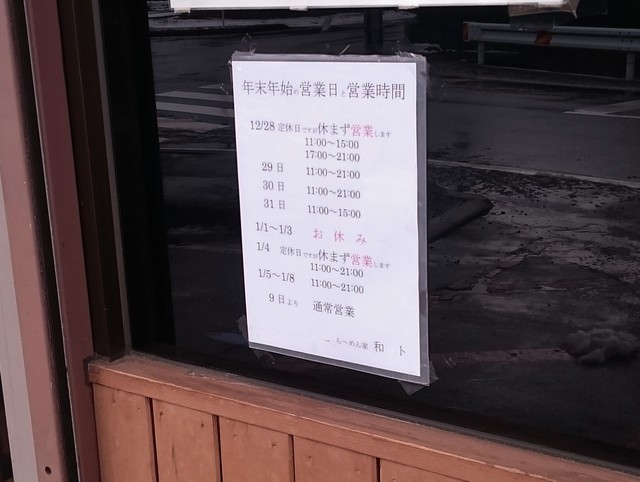 年末年始の営業日と営業時間
12/28 定休日ですが休まず営業します
11:00～15:00
17:00～21:00
29日 11:00～21:00
30日 11:00～21:00
31日 11:00～15:00
1/1～1/3 お休み
1/4 定休日ですが休まず営業します
11:00～21:00
1/5～1/8 11:00～21:00
9日より 通常営業
らーめん家 和